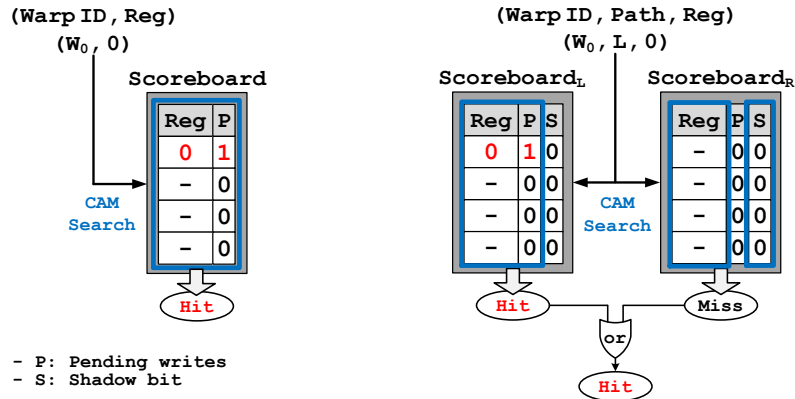 (Warp ID, Reg)
(W₀, 0)
Scoreboard
Reg P
0 1
- 0
- 0
- 0
CAM
Search
Hit
(Warp ID, Path, Reg)
(W₀, L, 0)
Scoreboard_L
Reg P S
0 1 0
- 0 0
- 0 0
- 0 0
Scoreboard_R
Reg P S
- 0 0
- 0 0
- 0 0
- 0 0
CAM
Search
Hit
Miss
or
Hit
- P: Pending writes
- S: Shadow bit